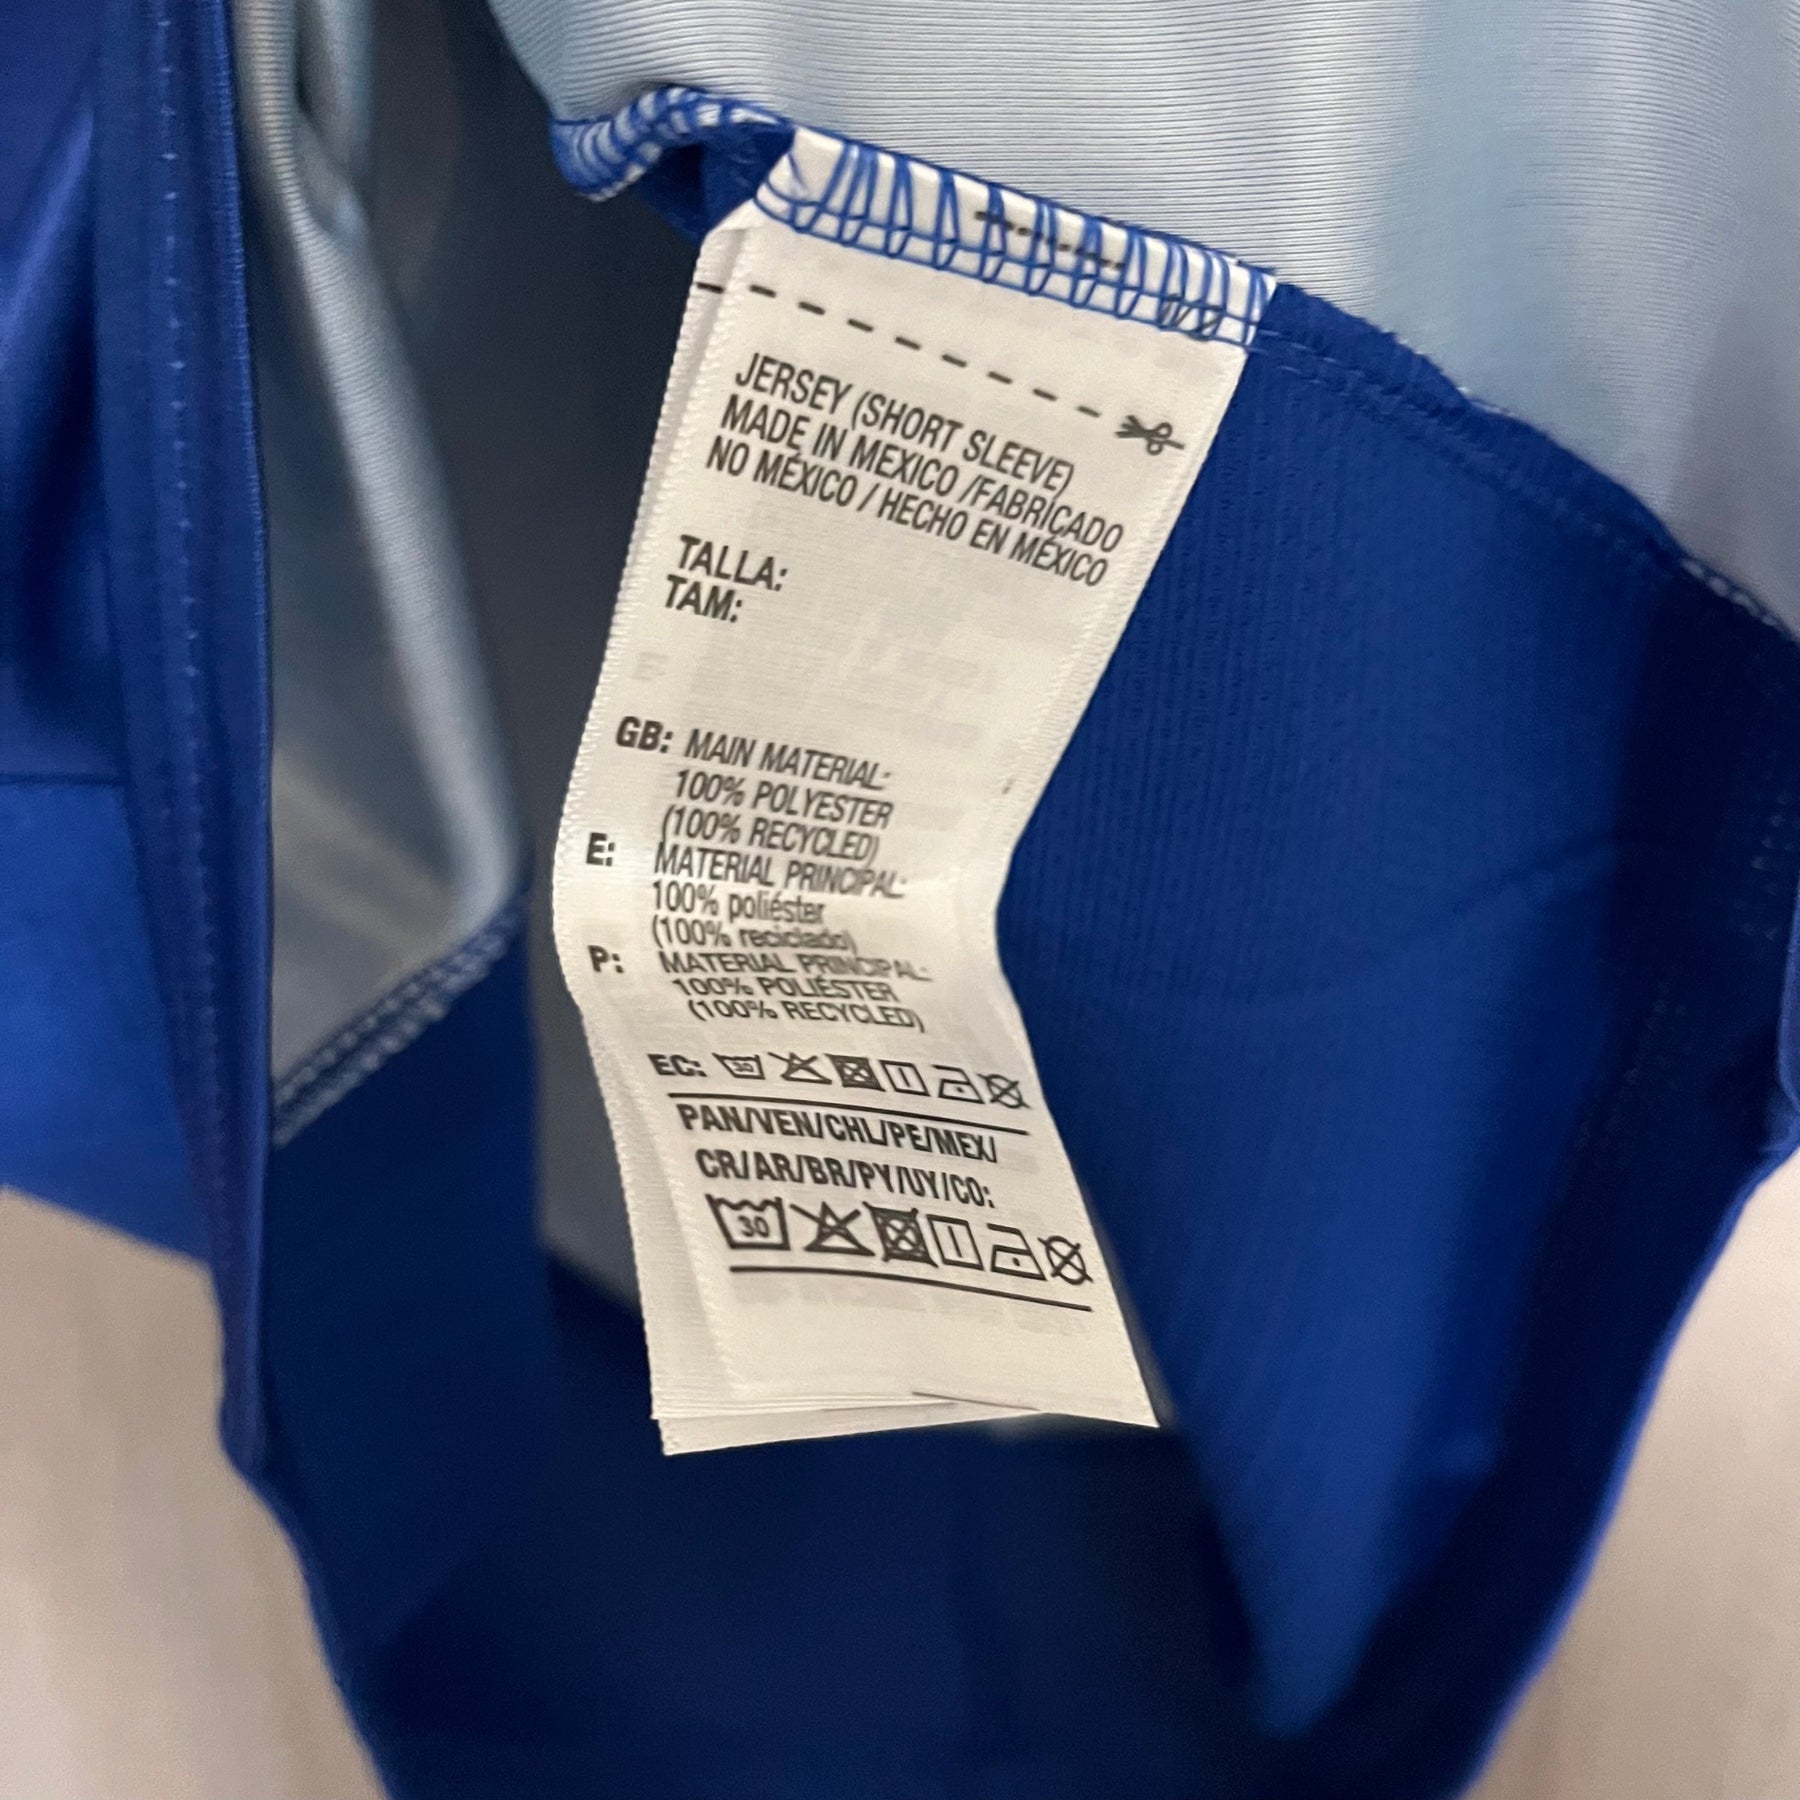 JERSEY (SHORT SLEEVE)
MADE IN MEXICO /FABRICADO
NO MÉXICO / HECHO EN MÉXICO
TALLA:
TAM:
GB: MAIN MATERIAL:
100% POLYESTER
(100% RECYCLED)
E: MATERIAL PRINCIPAL:
100% poliéster
(100% reciclado)
P: MATERIAL PRINCIPAL:
100% POLIÉSTER
(100% RECYCLED)
EC: 30
PAN/VEN/CHL/PE/MEX/
CR/AR/BR/PY/UY/CO:
30